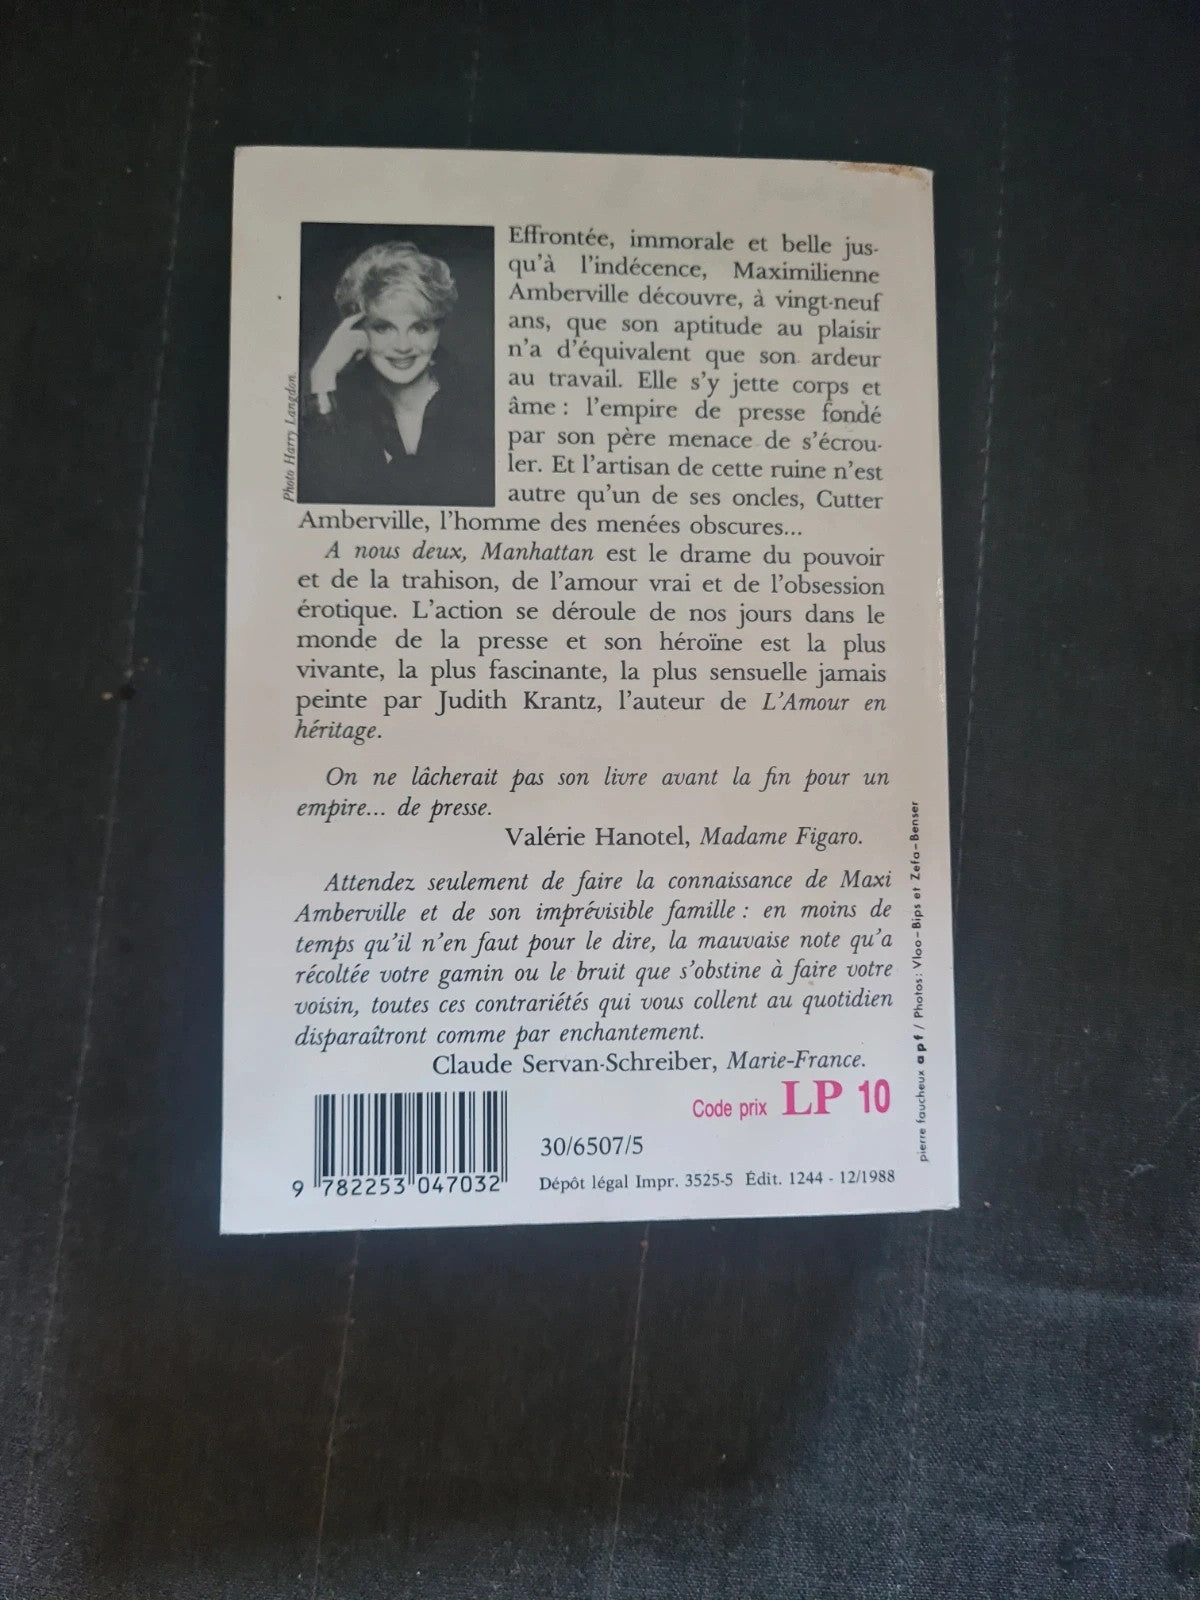 Effrontée, immorale et belle jus-
qu'à l'indécence, Maximilienne
Amberville découvre, à vingt-neuf
ans, que son aptitude au plaisir
n'a d'équivalent que son ardeur
au travail. Elle s'y jette corps et
âme : l'empire de presse fondé
par son père menace de s'écrou-
ler. Et l'artisan de cette ruine n'est
autre qu'un de ses oncles, Cutter
Amberville, l'homme des menées obscures...
Photo Harry Langdon.
A nous deux, Manhattan est le drame du pouvoir
et de la trahison, de l'amour vrai et de l'obsession
érotique. L'action se déroule de nos jours dans le
monde de la presse et son héroïne est la plus
vivante, la plus fascinante, la plus sensuelle jamais
peinte par Judith Krantz, l'auteur de L'Amour en
héritage.
On ne lâcherait pas son livre avant la fin pour un
empire... de presse.
Valérie Hanotel, Madame Figaro.
Attendez seulement de faire la connaissance de Maxi
Amberville et de son imprévisible famille : en moins de
temps qu'il n'en faut pour le dire, la mauvaise note qu'a
récoltée votre gamin ou le bruit que s'obstine à faire votre
voisin, toutes ces contrariétés qui vous collent au quotidien
disparaîtront comme par enchantement.
Claude Servan-Schreiber, Marie-France.
Code prix LP 10
30/6507/5
9 782253 047032
Dépôt légal Impr. 3525-5 Édit. 1244 - 12/1988
pierre faucheux apf / Photos: Vloo-Bips et Zefa-Benser